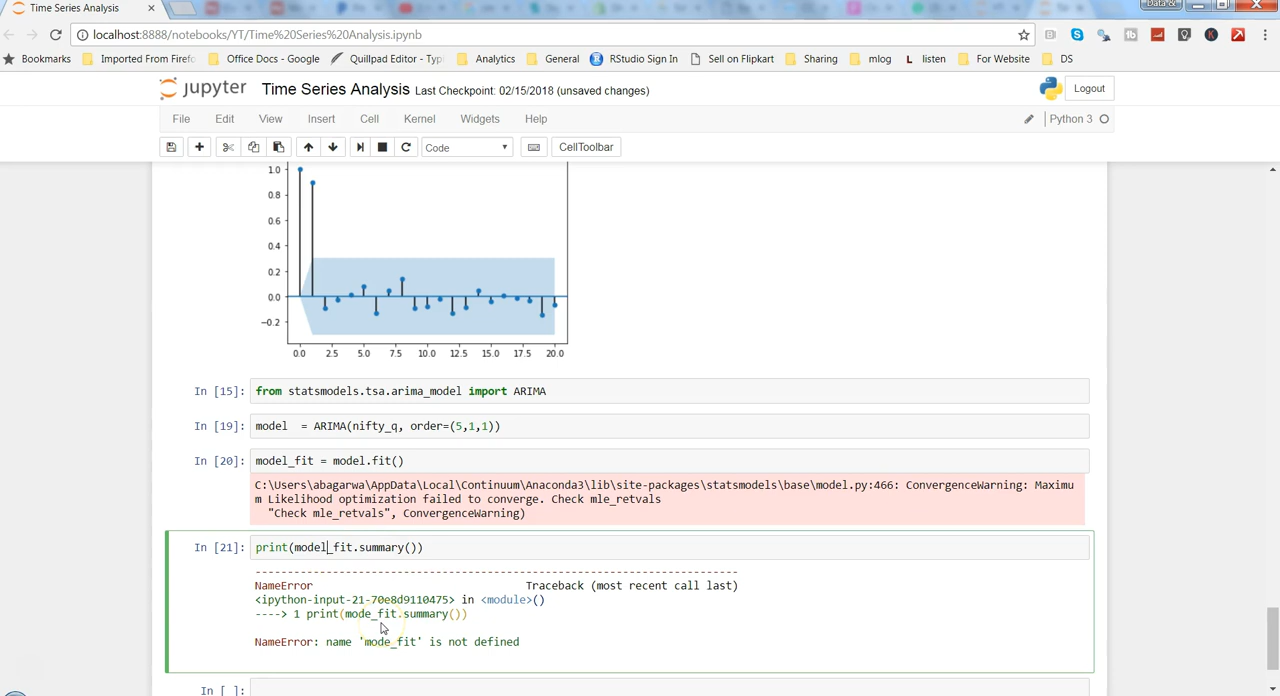 Time Series Analysis
Data&
localhost:8888/notebooks/YT/Time%20Series%20Analysis.ipynb
Bookmarks Imported From Firefo Office Docs - Google Quillpad Editor - Typi Analytics General RStudio Sign In Sell on Flipkart Sharing mlog L listen For Website DS
jupyter Time Series Analysis Last Checkpoint: 02/15/2018 (unsaved changes) Logout
File Edit View Insert Cell Kernel Widgets Help Python 3
Code CellToolbar
1.0
0.8
0.6
0.4
0.2
0.0
−0.2
0.0 2.5 5.0 7.5 10.0 12.5 15.0 17.5 20.0
In [15]: from statsmodels.tsa.arima_model import ARIMA
In [19]: model = ARIMA(nifty_q, order=(5,1,1))
In [20]: model_fit = model.fit()
C:\Users\abagarwa\AppData\Local\Continuum\Anaconda3\lib\site-packages\statsmodels\base\model.py:466: ConvergenceWarning: Maximu
m Likelihood optimization failed to converge. Check mle_retvals
"Check mle_retvals", ConvergenceWarning)
In [21]: print(model_fit.summary())
---------------------------------------------------------------------------
NameError Traceback (most recent call last)
<ipython-input-21-70e8d9110475> in <module>()
----> 1 print(mode_fit.summary())
NameError: name 'mode_fit' is not defined
In [ ]: